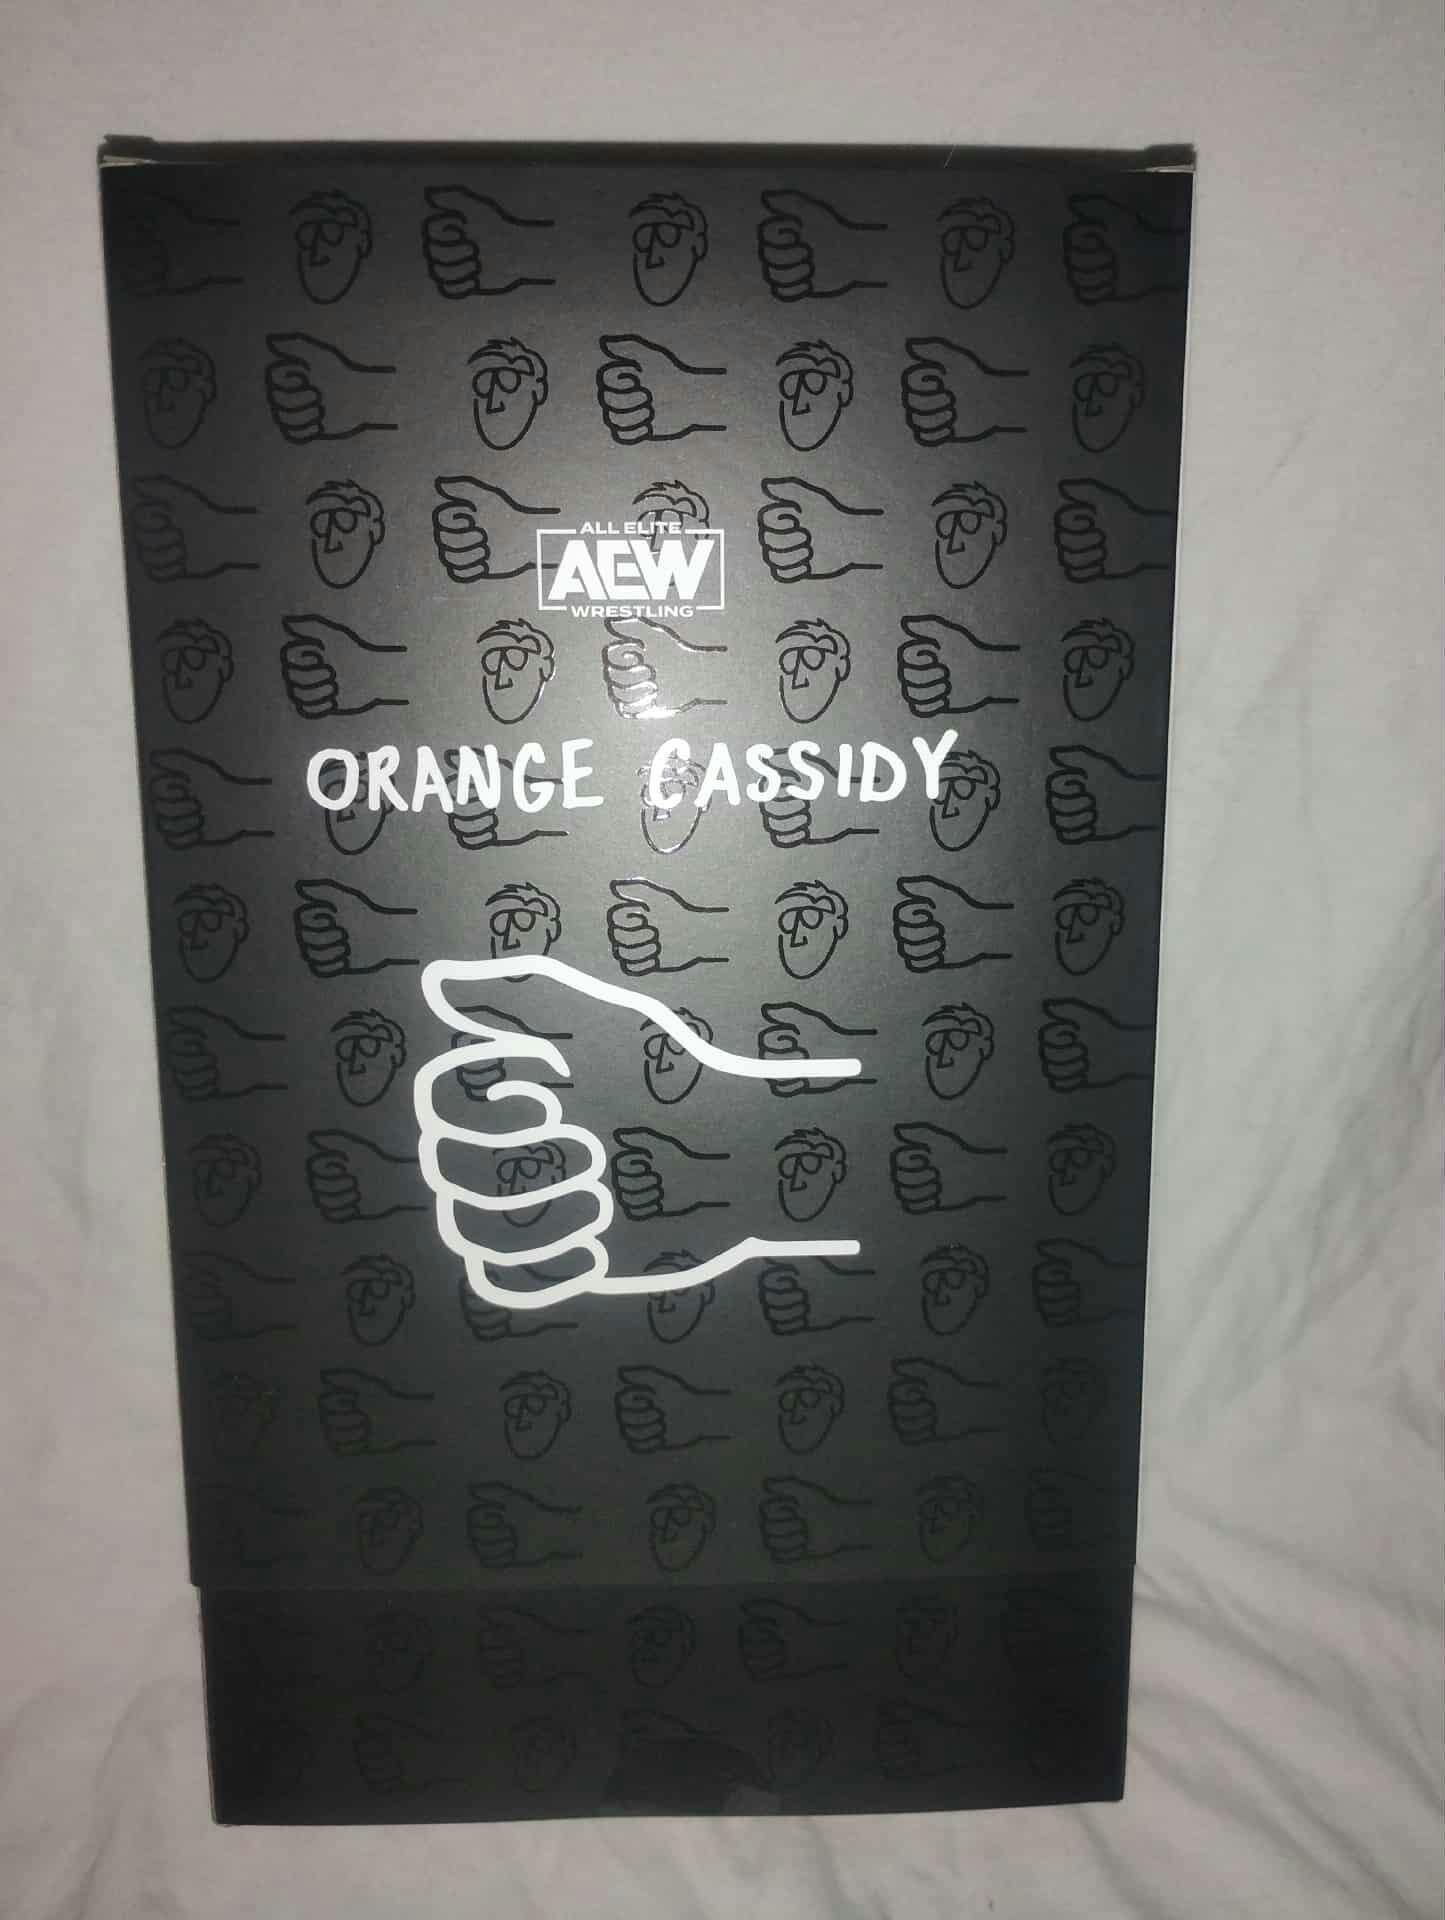 ALL ELITE
AEW
WRESTLING
ORANGE CASSIDY